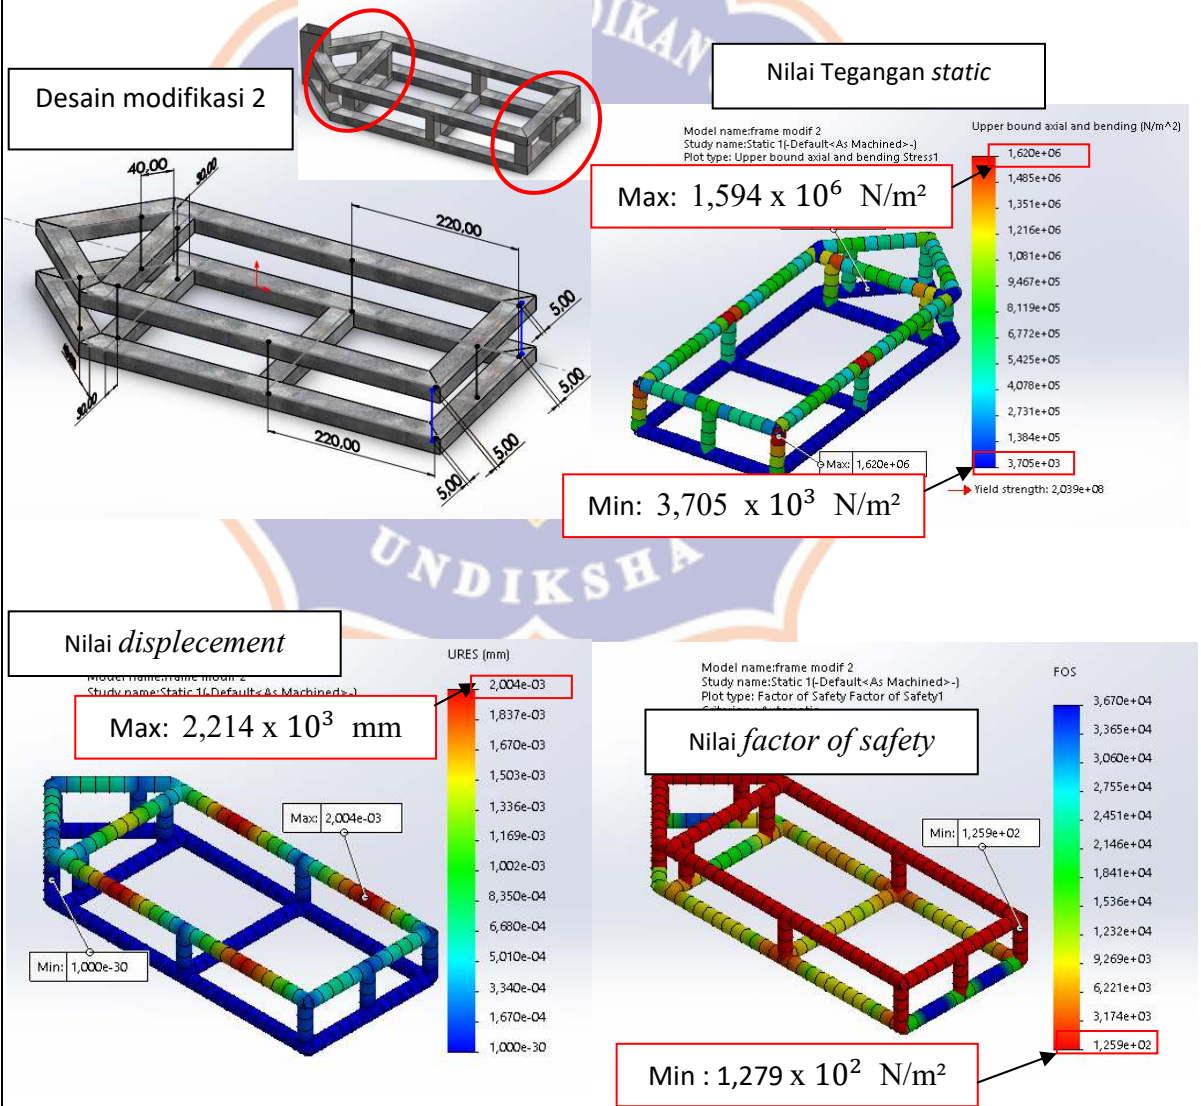 DIKAN
Desain modifikasi 2
Nilai Tegangan static
40,00
30,00
220,00
5,00
5,00
30,00
220,00
5,00
5,00
Model name:frame modif 2
Study name:Static 1(-Default<As Machined>-)
Plot type: Upper bound axial and bending Stress1
Upper bound axial and bending (N/m^2)
Max: 1,594 x 10⁶ N/m²
1,620e+06
1,485e+06
1,351e+06
1,216e+06
1,081e+06
9,467e+05
8,119e+05
6,772e+05
5,425e+05
4,078e+05
2,731e+05
1,384e+05
3,705e+03
Max: 1,620e+06
Yield strength: 2,039e+08
Min: 3,705 x 10³ N/m²
UNDIKSHA
Nilai displecement
Study name:Static 1(-Default<As Machined>-)
Max: 2,214 x 10³ mm
URES (mm)
2,004e-03
1,837e-03
1,670e-03
1,503e-03
1,336e-03
1,169e-03
1,002e-03
8,350e-04
6,680e-04
5,010e-04
3,340e-04
1,670e-04
1,000e-30
Max: 2,004e-03
Min: 1,000e-30
Model name:frame modif 2
Study name:Static 1(-Default<As Machined>-)
Plot type: Factor of Safety Factor of Safety1
Nilai factor of safety
FOS
3,670e+04
3,365e+04
3,060e+04
2,755e+04
2,451e+04
2,146e+04
1,841e+04
1,536e+04
1,232e+04
9,269e+03
6,221e+03
3,174e+03
1,259e+02
Min: 1,259e+02
Min : 1,279 x 10² N/m²